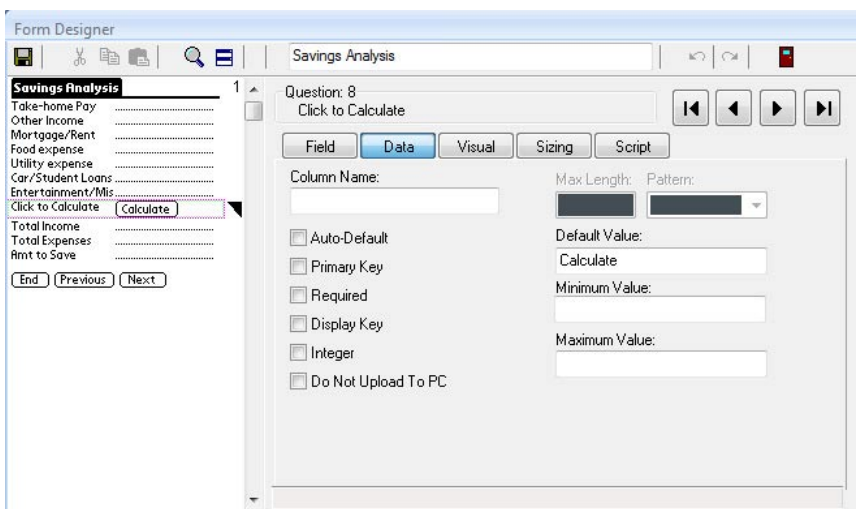 Form Designer
Savings Analysis
Savings Analysis 1
Take-home Pay
Other Income
Mortgage/Rent
Food expense
Utility expense
Car/Student Loans
Entertainment/Mis
Click to Calculate Calculate
Total Income
Total Expenses
Amt to Save
End Previous Next
Question: 8
Click to Calculate
Field Data Visual Sizing Script
Column Name:
Max Length: Pattern:
Auto-Default
Primary Key
Required
Display Key
Integer
Do Not Upload To PC
Default Value:
Calculate
Minimum Value:
Maximum Value: